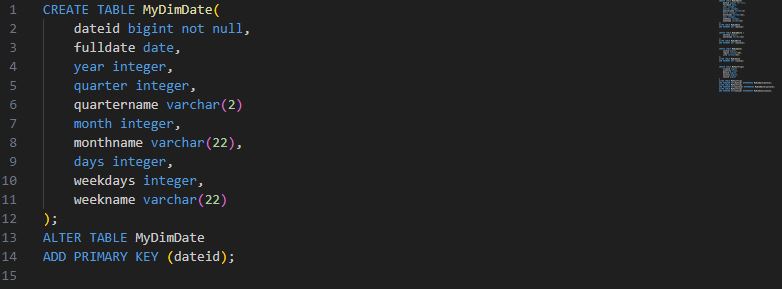 1 CREATE TABLE MyDimDate(
2 dateid bigint not null,
3 fulldate date,
4 year integer,
5 quarter integer,
6 quartername varchar(2)
7 month integer,
8 monthname varchar(22),
9 days integer,
10 weekdays integer,
11 weekname varchar(22)
12 );
13 ALTER TABLE MyDimDate
14 ADD PRIMARY KEY (dateid);
15